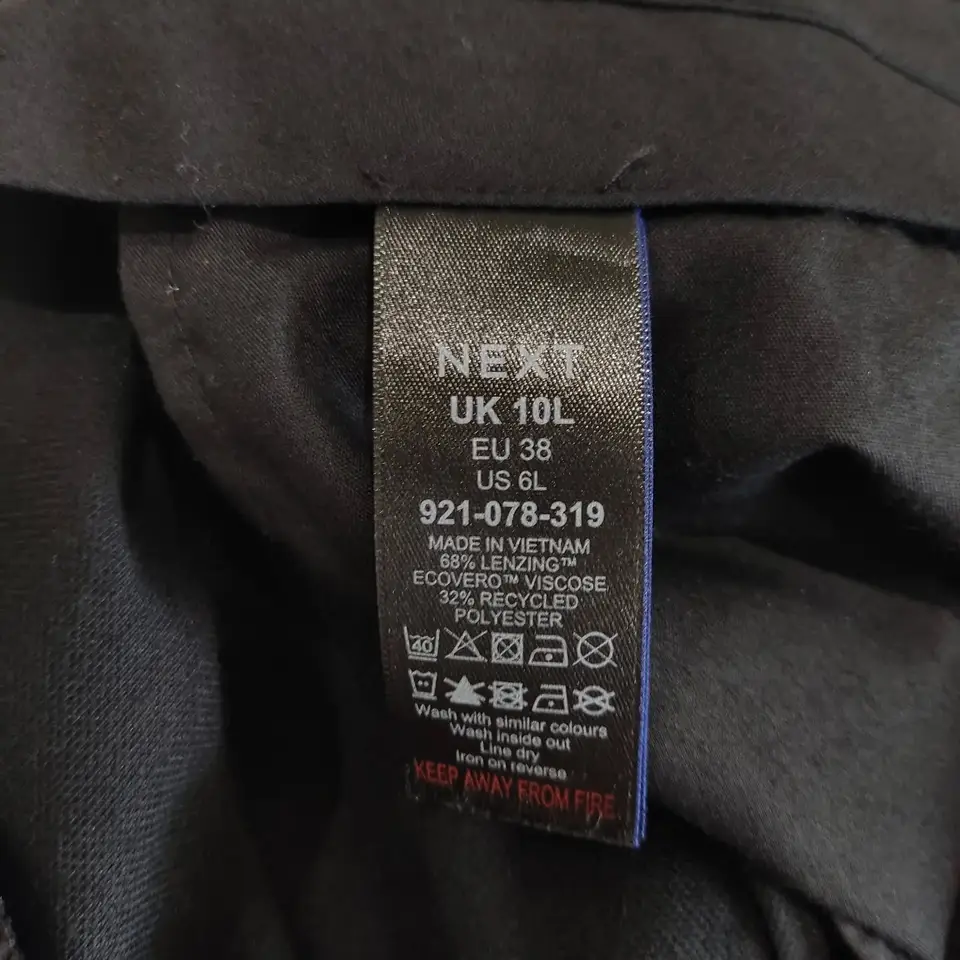 NEXT
UK 10L
EU 38
US 6L
921-078-319
MADE IN VIETNAM
68% LENZING™
ECOVERO™ VISCOSE
32% RECYCLED
POLYESTER
40
Wash with similar colours
Wash inside out
Line dry
Iron on reverse
KEEP AWAY FROM FIRE.